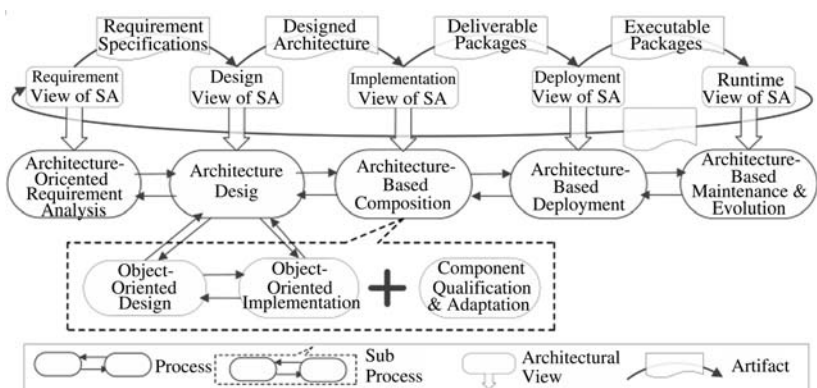 Requirement
Specifications
Designed
Architecture
Deliverable
Packages
Executable
Packages
Requirement
View of SA
Design
View of SA
Implementation
View of SA
Deployment
View of SA
Runtime
View of SA
Architecture-
Oricented
Requirement
Analysis
Architecture
Desig
Architecture-
Based
Composition
Architecture-
Based
Deployment
Architecture-
Based
Maintenance &
Evolution
Object-
Oriented
Design
Object-
Oriented
Implementation
+
Component
Qualification
& Adaptation
Process
Sub
Process
Architectural
View
Artifact